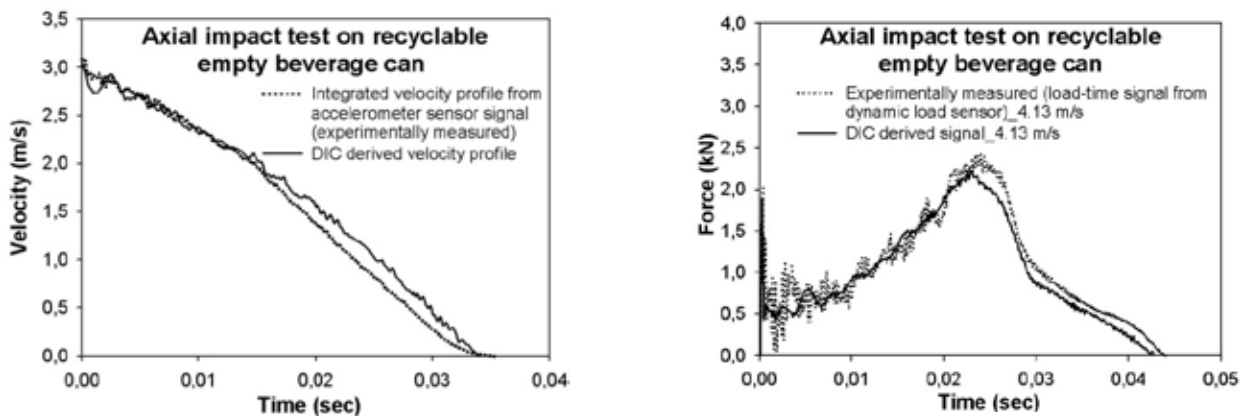 Axial impact test on recyclable
empty beverage can
Integrated velocity profile from
accelerometer sensor signal
(experimentally measured)
DIC derived velocity profile
Velocity (m/s)
3,5
3,0
2,5
2,0
1,5
1,0
0,5
0,0
0,00
0,01
0,02
0,03
0,04
Time (sec)
Axial impact test on recyclable
empty beverage can
Experimentally measured (load-time signal from
dynamic load sensor)_4.13 m/s
DIC derived signal_4.13 m/s
Force (kN)
4,0
3,5
3,0
2,5
2,0
1,5
1,0
0,5
0,0
0,00
0,01
0,02
0,03
0,04
0,05
Time (sec)